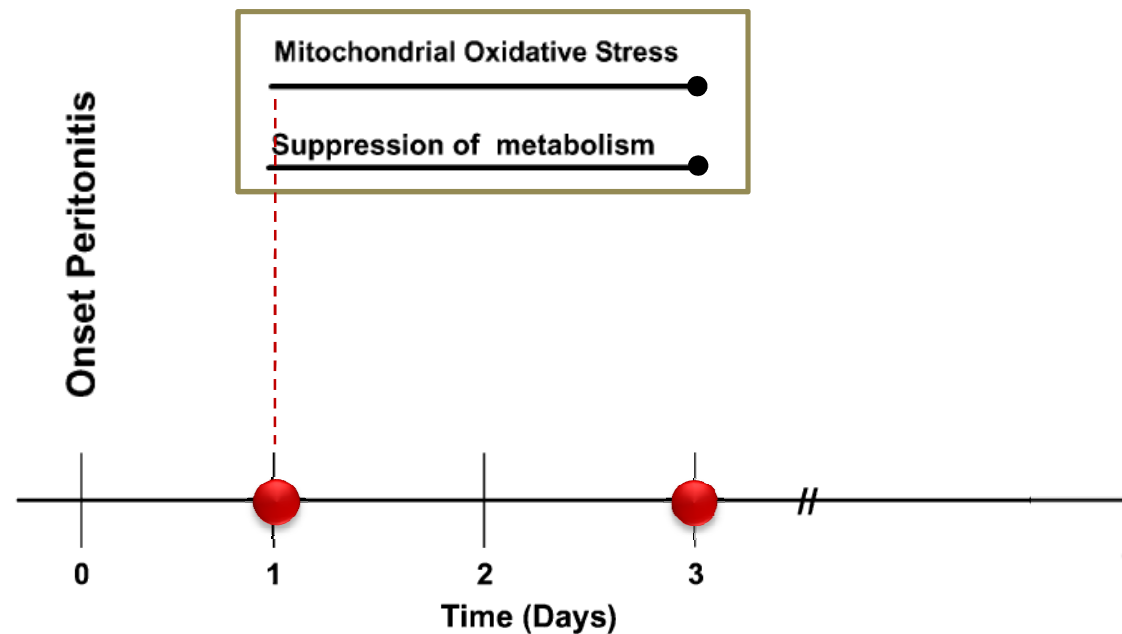 Mitochondrial Oxidative Stress
Suppression of metabolism
Onset Peritonitis
0 1 2 3
Time (Days)